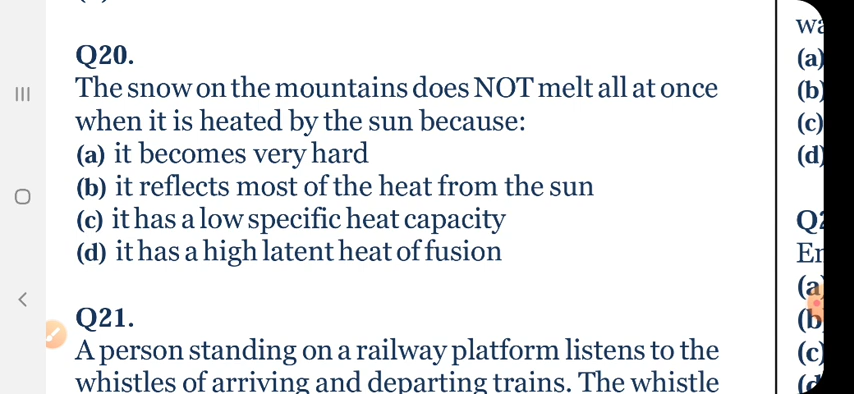 Q20.
The snow on the mountains does NOT melt all at once
when it is heated by the sun because:
(a) it becomes very hard
(b) it reflects most of the heat from the sun
(c) it has a low specific heat capacity
(d) it has a high latent heat of fusion
Q21.
A person standing on a railway platform listens to the
whistles of arriving and departing trains. The whistle
(a)
(b)
(c)
(d)
(c)